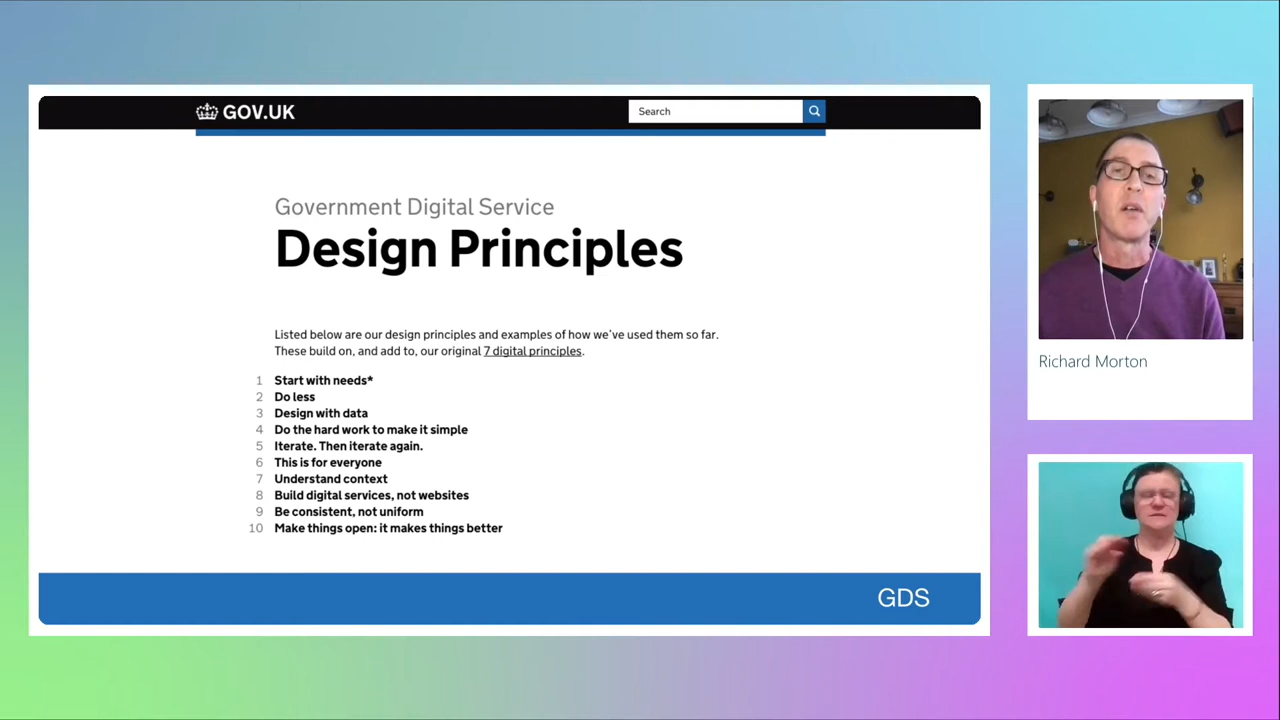 GOV.UK
Search
Government Digital Service
Design Principles
Listed below are our design principles and examples of how we've used them so far.
These build on, and add to, our original 7 digital principles.
1 Start with needs*
2 Do less
3 Design with data
4 Do the hard work to make it simple
5 Iterate. Then iterate again.
6 This is for everyone
7 Understand context
8 Build digital services, not websites
9 Be consistent, not uniform
10 Make things open: it makes things better
GDS
Richard Morton